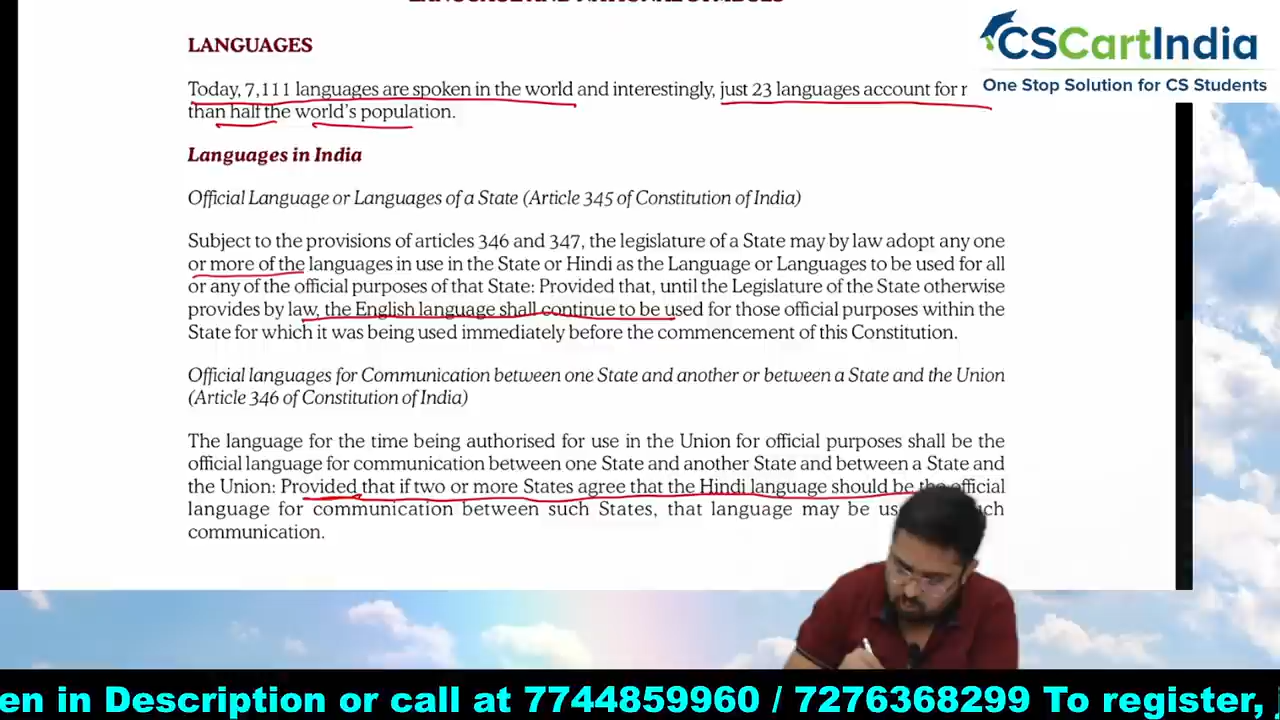 LANGUAGE AND NATIONAL SYMBOLS
CSCartIndia
One Stop Solution for CS Students
LANGUAGES
Today, 7,111 languages are spoken in the world and interestingly, just 23 languages account for
than half the world's population.
Languages in India
Official Language or Languages of a State (Article 345 of Constitution of India)
Subject to the provisions of articles 346 and 347, the legislature of a State may by law adopt any one
or more of the languages in use in the State or Hindi as the Language or Languages to be used for all
or any of the official purposes of that State: Provided that, until the Legislature of the State otherwise
provides by law, the English language shall continue to be used for those official purposes within the
State for which it was being used immediately before the commencement of this Constitution.
Official languages for Communication between one State and another or between a State and the Union
(Article 346 of Constitution of India)
The language for the time being authorised for use in the Union for official purposes shall be the
official language for communication between one State and another State and between a State and
the Union: Provided that if two or more States agree that the Hindi language should be the official
language for communication between such States, that language may be
communication.
en in Description or call at 7744859960 / 7276368299 To register,